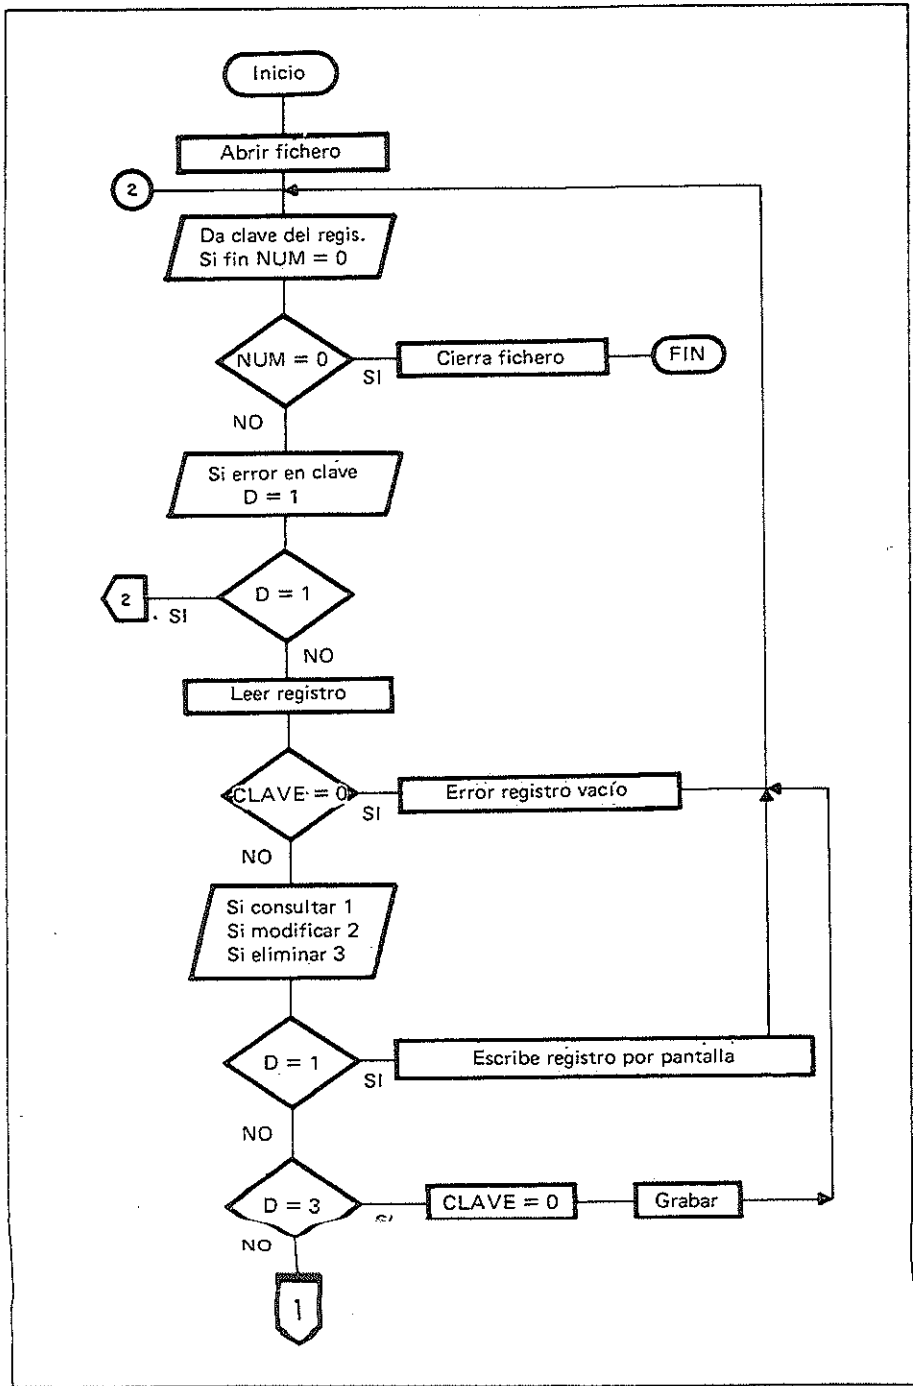 Inicio
Abrir fichero
2
Da clave del regis.
Si fin NUM = 0
NUM = 0
SI
Cierra fichero
FIN
NO
Si error en clave
D = 1
D = 1
2
SI
NO
Leer registro
CLAVE = 0
SI
Error registro vacío
NO
Si consultar 1
Si modificar 2
Si eliminar 3
D = 1
SI
Escribe registro por pantalla
NO
D = 3
SI
CLAVE = 0
Grabar
NO
1